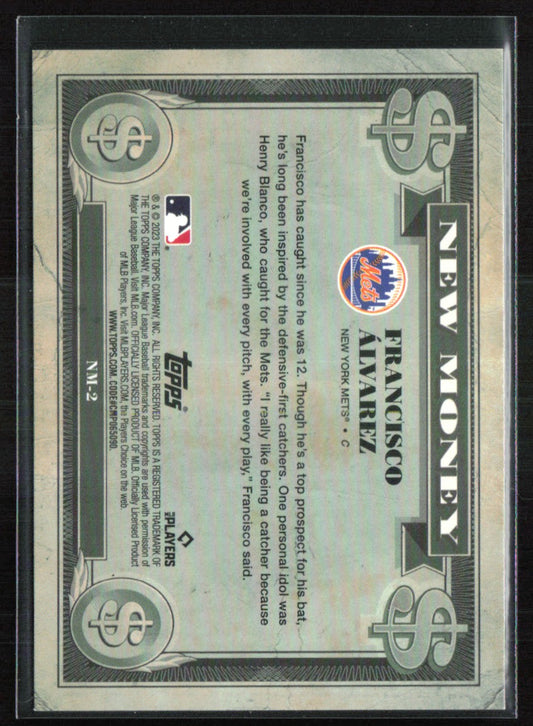 $ $
NEW MONEY
Mets
FRANCISCO
ÁLVAREZ
NEW YORK METS® • C
Francisco has caught since he was 12. Though he's a top prospect for his bat,
he's long been inspired by the defensive-first catchers. One personal idol was
Henry Blanco, who caught for the Mets. "I really like being a catcher because
we're involved with every pitch, with every play," Francisco said.
topps®
MLB PLAYERS
® & © 2023 THE TOPPS COMPANY, INC. ALL RIGHTS RESERVED. TOPPS IS A REGISTERED TRADEMARK OF
THE TOPPS COMPANY, INC. Major League Baseball trademarks and copyrights are used with permission of
Major League Baseball. Visit MLB.com. OFFICIALLY LICENSED PRODUCT OF MLB. Officially Licensed Product
of MLB Players, Inc. Visit MLBPLAYERS.COM, the Players Choice on the web.
WWW.TOPPS.COM. CODE#CMP065090.
$ $
NM-2